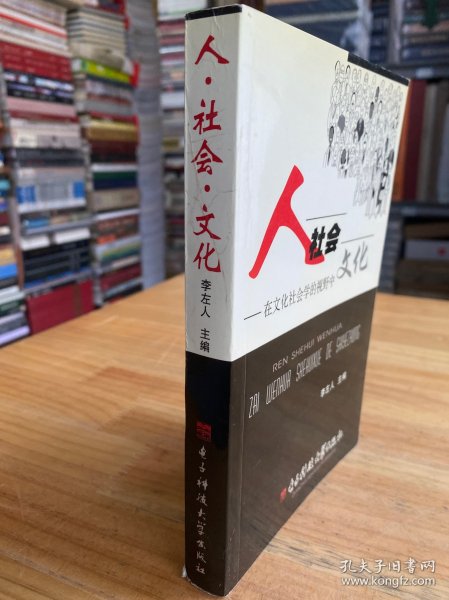 人·社会·文化
李左人 主编
电子科技大学出版社
人
社会
文化
——在文化社会学的视野中
REN SHEHUI WENHUA
ZAI WENHUA SHEHUIXUE DE SHIYEZHONG
李左人 主编
电子科技大学出版社
孔夫子旧书网
www.kongfz.com